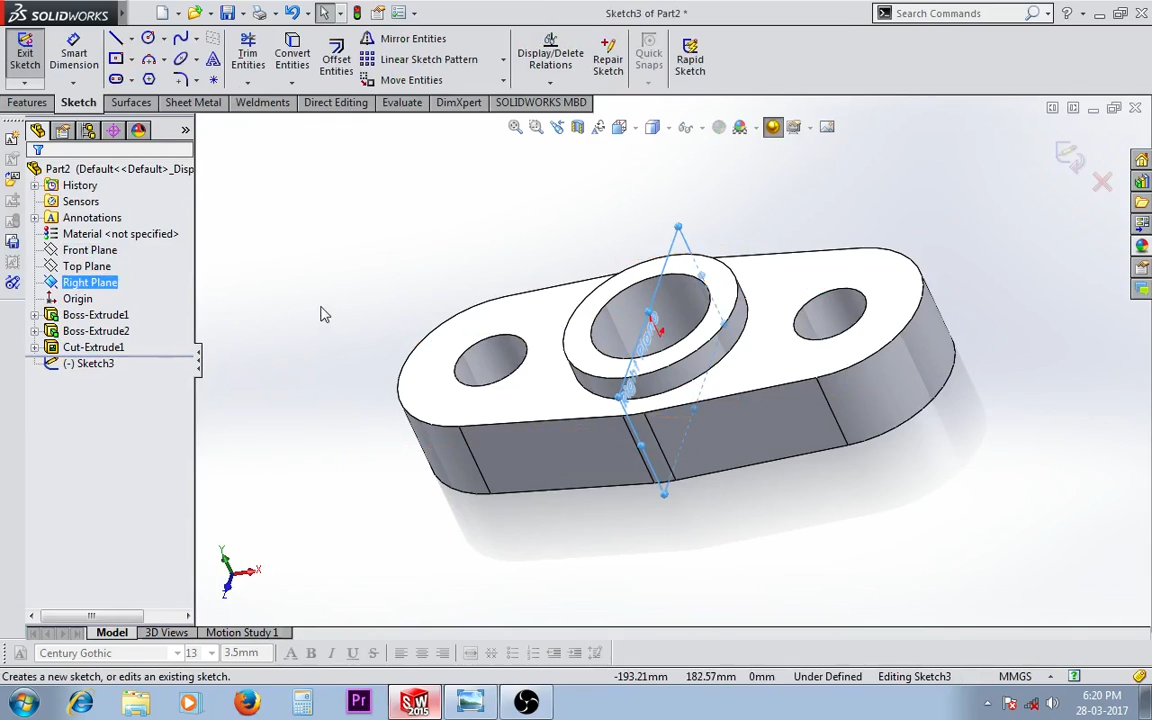 SOLIDWORKS
Sketch3 of Part2 *
Search Commands
Exit Sketch
Smart Dimension
Trim Entities
Convert Entities
Offset Entities
Mirror Entities
Linear Sketch Pattern
Move Entities
Display/Delete Relations
Repair Sketch
Quick Snaps
Rapid Sketch
Features
Sketch
Surfaces
Sheet Metal
Weldments
Direct Editing
Evaluate
DimXpert
SOLIDWORKS MBD
Part2 (Default<<Default>_Disp
History
Sensors
Annotations
Material <not specified>
Front Plane
Top Plane
Right Plane
Origin
Boss-Extrude1
Boss-Extrude2
Cut-Extrude1
(-) Sketch3
Y
X
Z
Model
3D Views
Motion Study 1
Century Gothic
13
3.5mm
A B I U S
Creates a new sketch, or edits an existing sketch.
-193.21mm
182.57mm
0mm
Under Defined
Editing Sketch3
MMGS
Pr
SW 2015
6:20 PM
28-03-2017